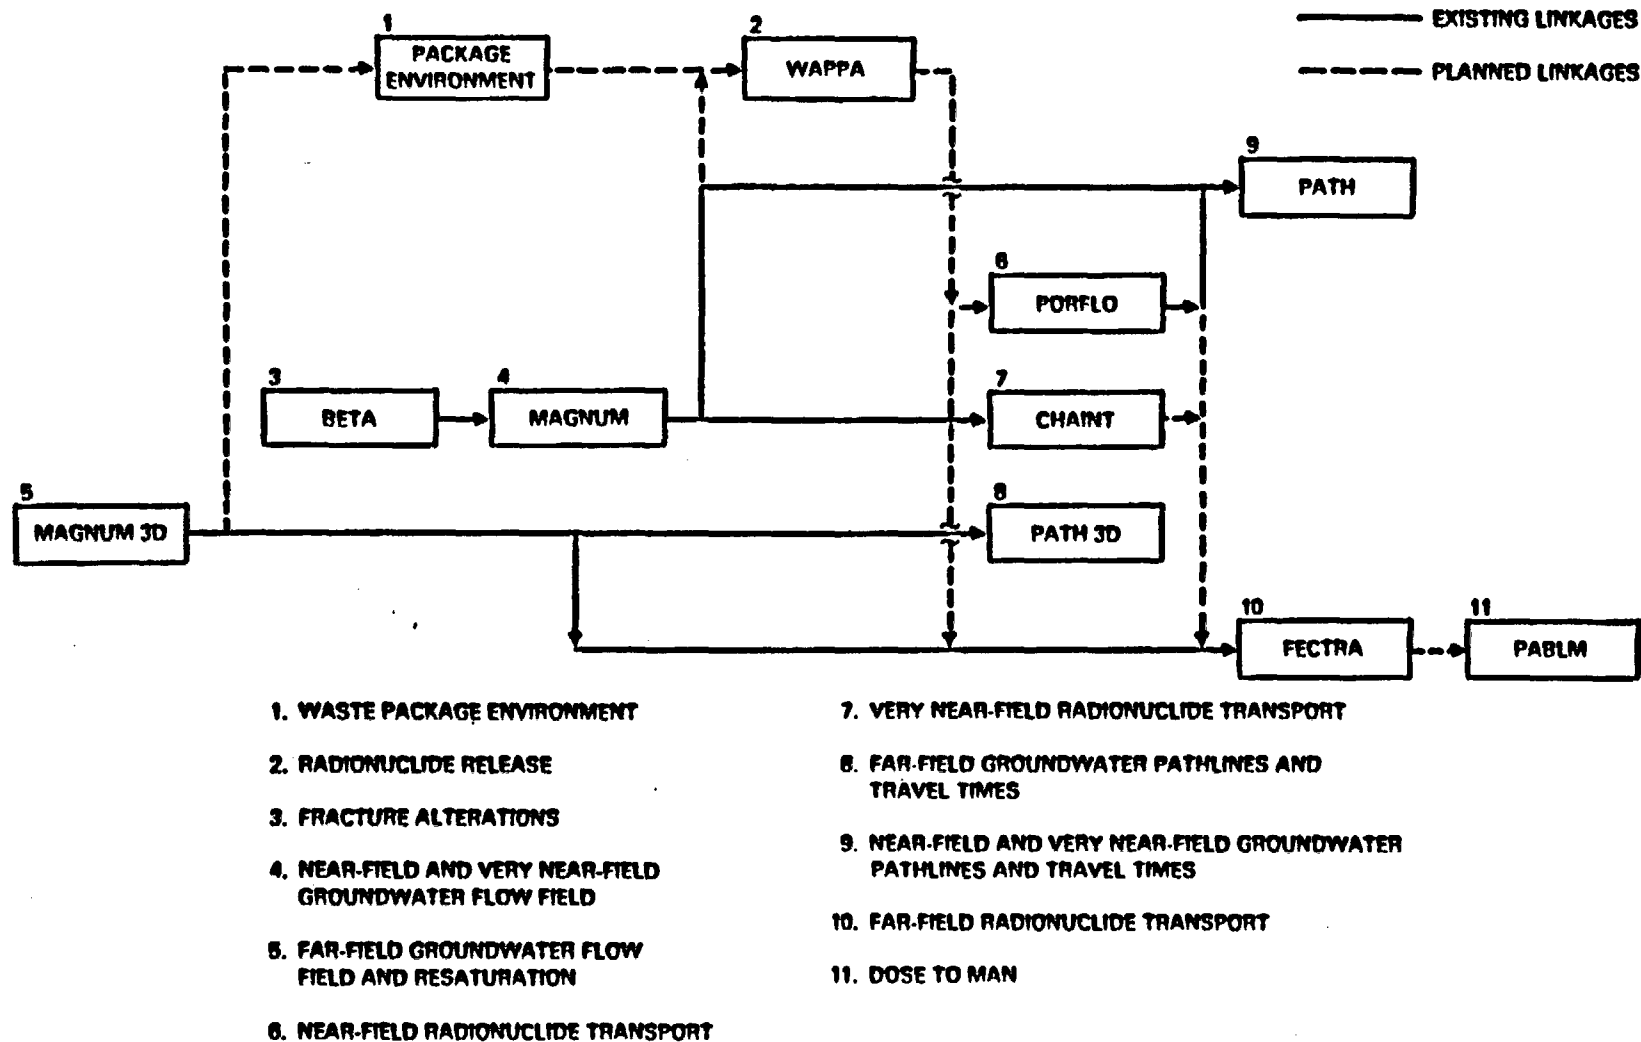 EXISTING LINKAGES
PLANNED LINKAGES
1
PACKAGE
ENVIRONMENT
2
WAPPA
9
PATH
6
PORFLO
3
BETA
4
MAGNUM
7
CHAINT
5
MAGNUM 3D
8
PATH 3D
10
FECTRA
11
PABLM
1. WASTE PACKAGE ENVIRONMENT
2. RADIONUCLIDE RELEASE
3. FRACTURE ALTERATIONS
4. NEAR-FIELD AND VERY NEAR-FIELD
GROUNDWATER FLOW FIELD
5. FAR-FIELD GROUNDWATER FLOW
FIELD AND RESATURATION
6. NEAR-FIELD RADIONUCLIDE TRANSPORT
7. VERY NEAR-FIELD RADIONUCLIDE TRANSPORT
8. FAR-FIELD GROUNDWATER PATHLINES AND
TRAVEL TIMES
9. NEAR-FIELD AND VERY NEAR-FIELD GROUNDWATER
PATHLINES AND TRAVEL TIMES
10. FAR-FIELD RADIONUCLIDE TRANSPORT
11. DOSE TO MAN